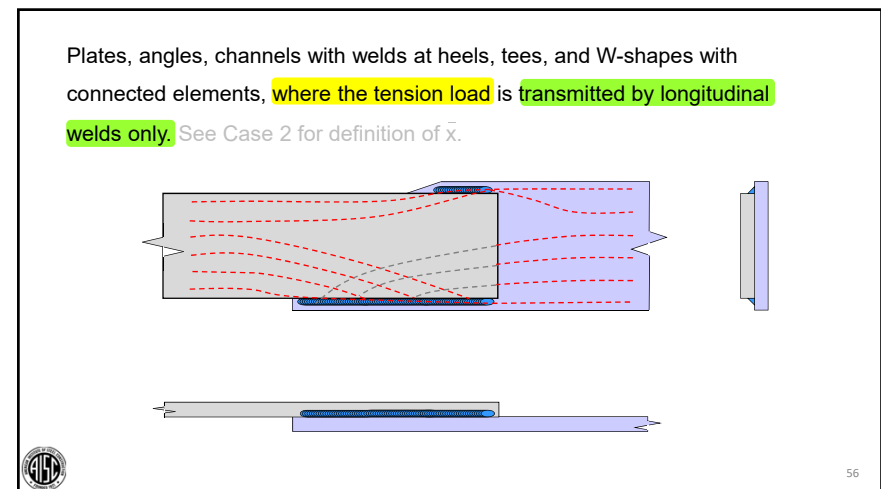 Plates, angles, channels with welds at heels, tees, and W-shapes with
connected elements, where the tension load is transmitted by longitudinal
welds only. See Case 2 for definition of x̄.
AISC
56